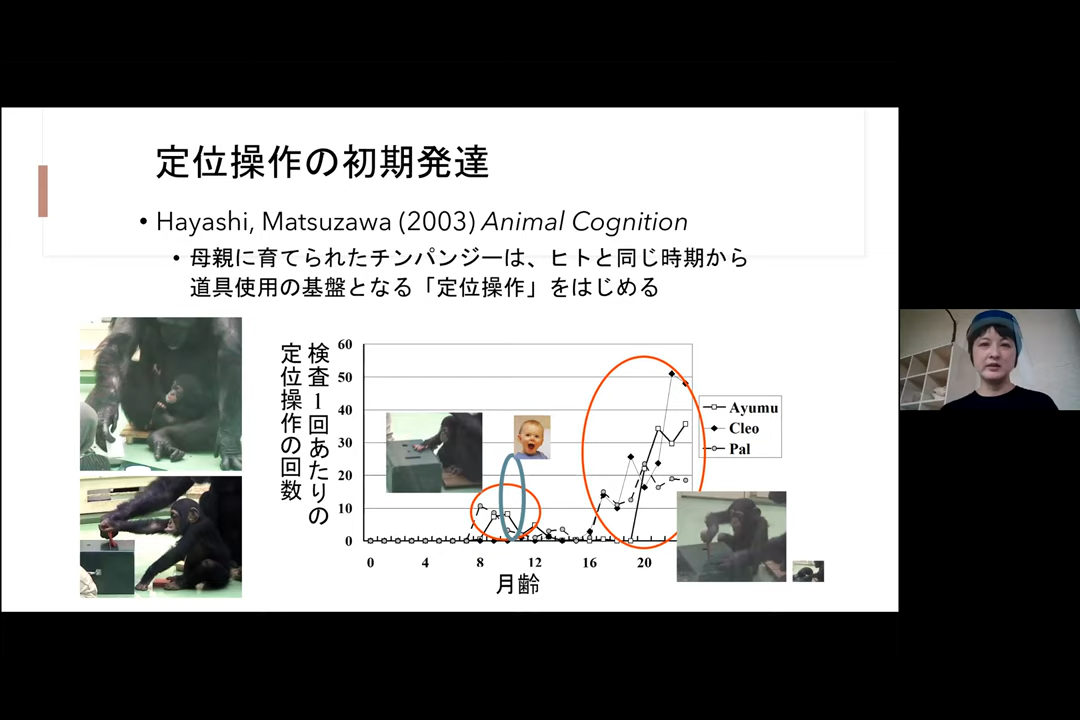 定位操作の初期発達
• Hayashi, Matsuzawa (2003) Animal Cognition
• 母親に育てられたチンパンジーは、ヒトと同じ時期から
道具使用の基盤となる「定位操作」をはじめる
検査1回あたりの
定位操作の回数
60
50
40
30
20
10
0
0 4 8 12 16 20
月齢
Ayumu
Cleo
Pal